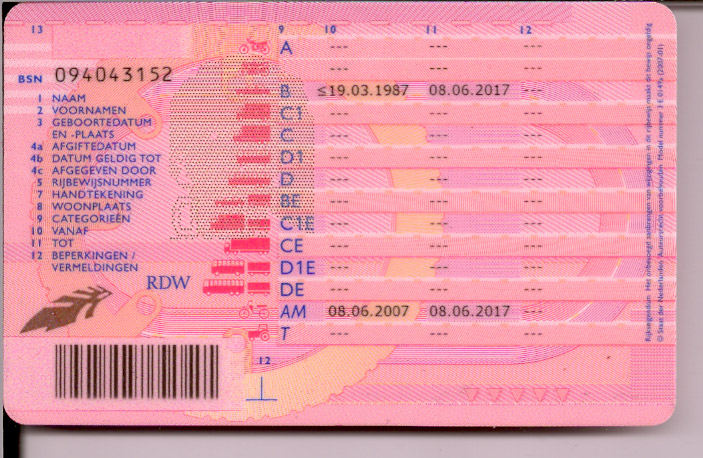 13
9 10 11 12
A --- --- ---
--- --- ---
BSN 094043152
B ≤19.03.1987 08.06.2017 ---
1 NAAM
2 VOORNAMEN
3 GEBOORTEDATUM
EN -PLAATS
4a AFGIFTEDATUM
4b DATUM GELDIG TOT
4c AFGEGEVEN DOOR
5 RIJBEWIJSNUMMER
7 HANDTEKENING
8 WOONPLAATS
9 CATEGORIEËN
10 VANAF
11 TOT
12 BEPERKINGEN /
VERMELDINGEN
C1 --- --- ---
C --- --- ---
D1 --- --- ---
D --- --- ---
BE --- --- ---
C1E --- --- ---
CE --- --- ---
D1E --- --- ---
DE --- --- ---
AM 08.06.2007 08.06.2017 ---
T --- --- ---
RDW
12
Rijkseigendom. Het onbevoegd aanbrengen van wijzigingen in dit rijbewijs maakt dit bewijs ongeldig
© Staat der Nederlanden. Auteursrecht voorbehouden. Model nummer 3 E 0149a (2007-01)